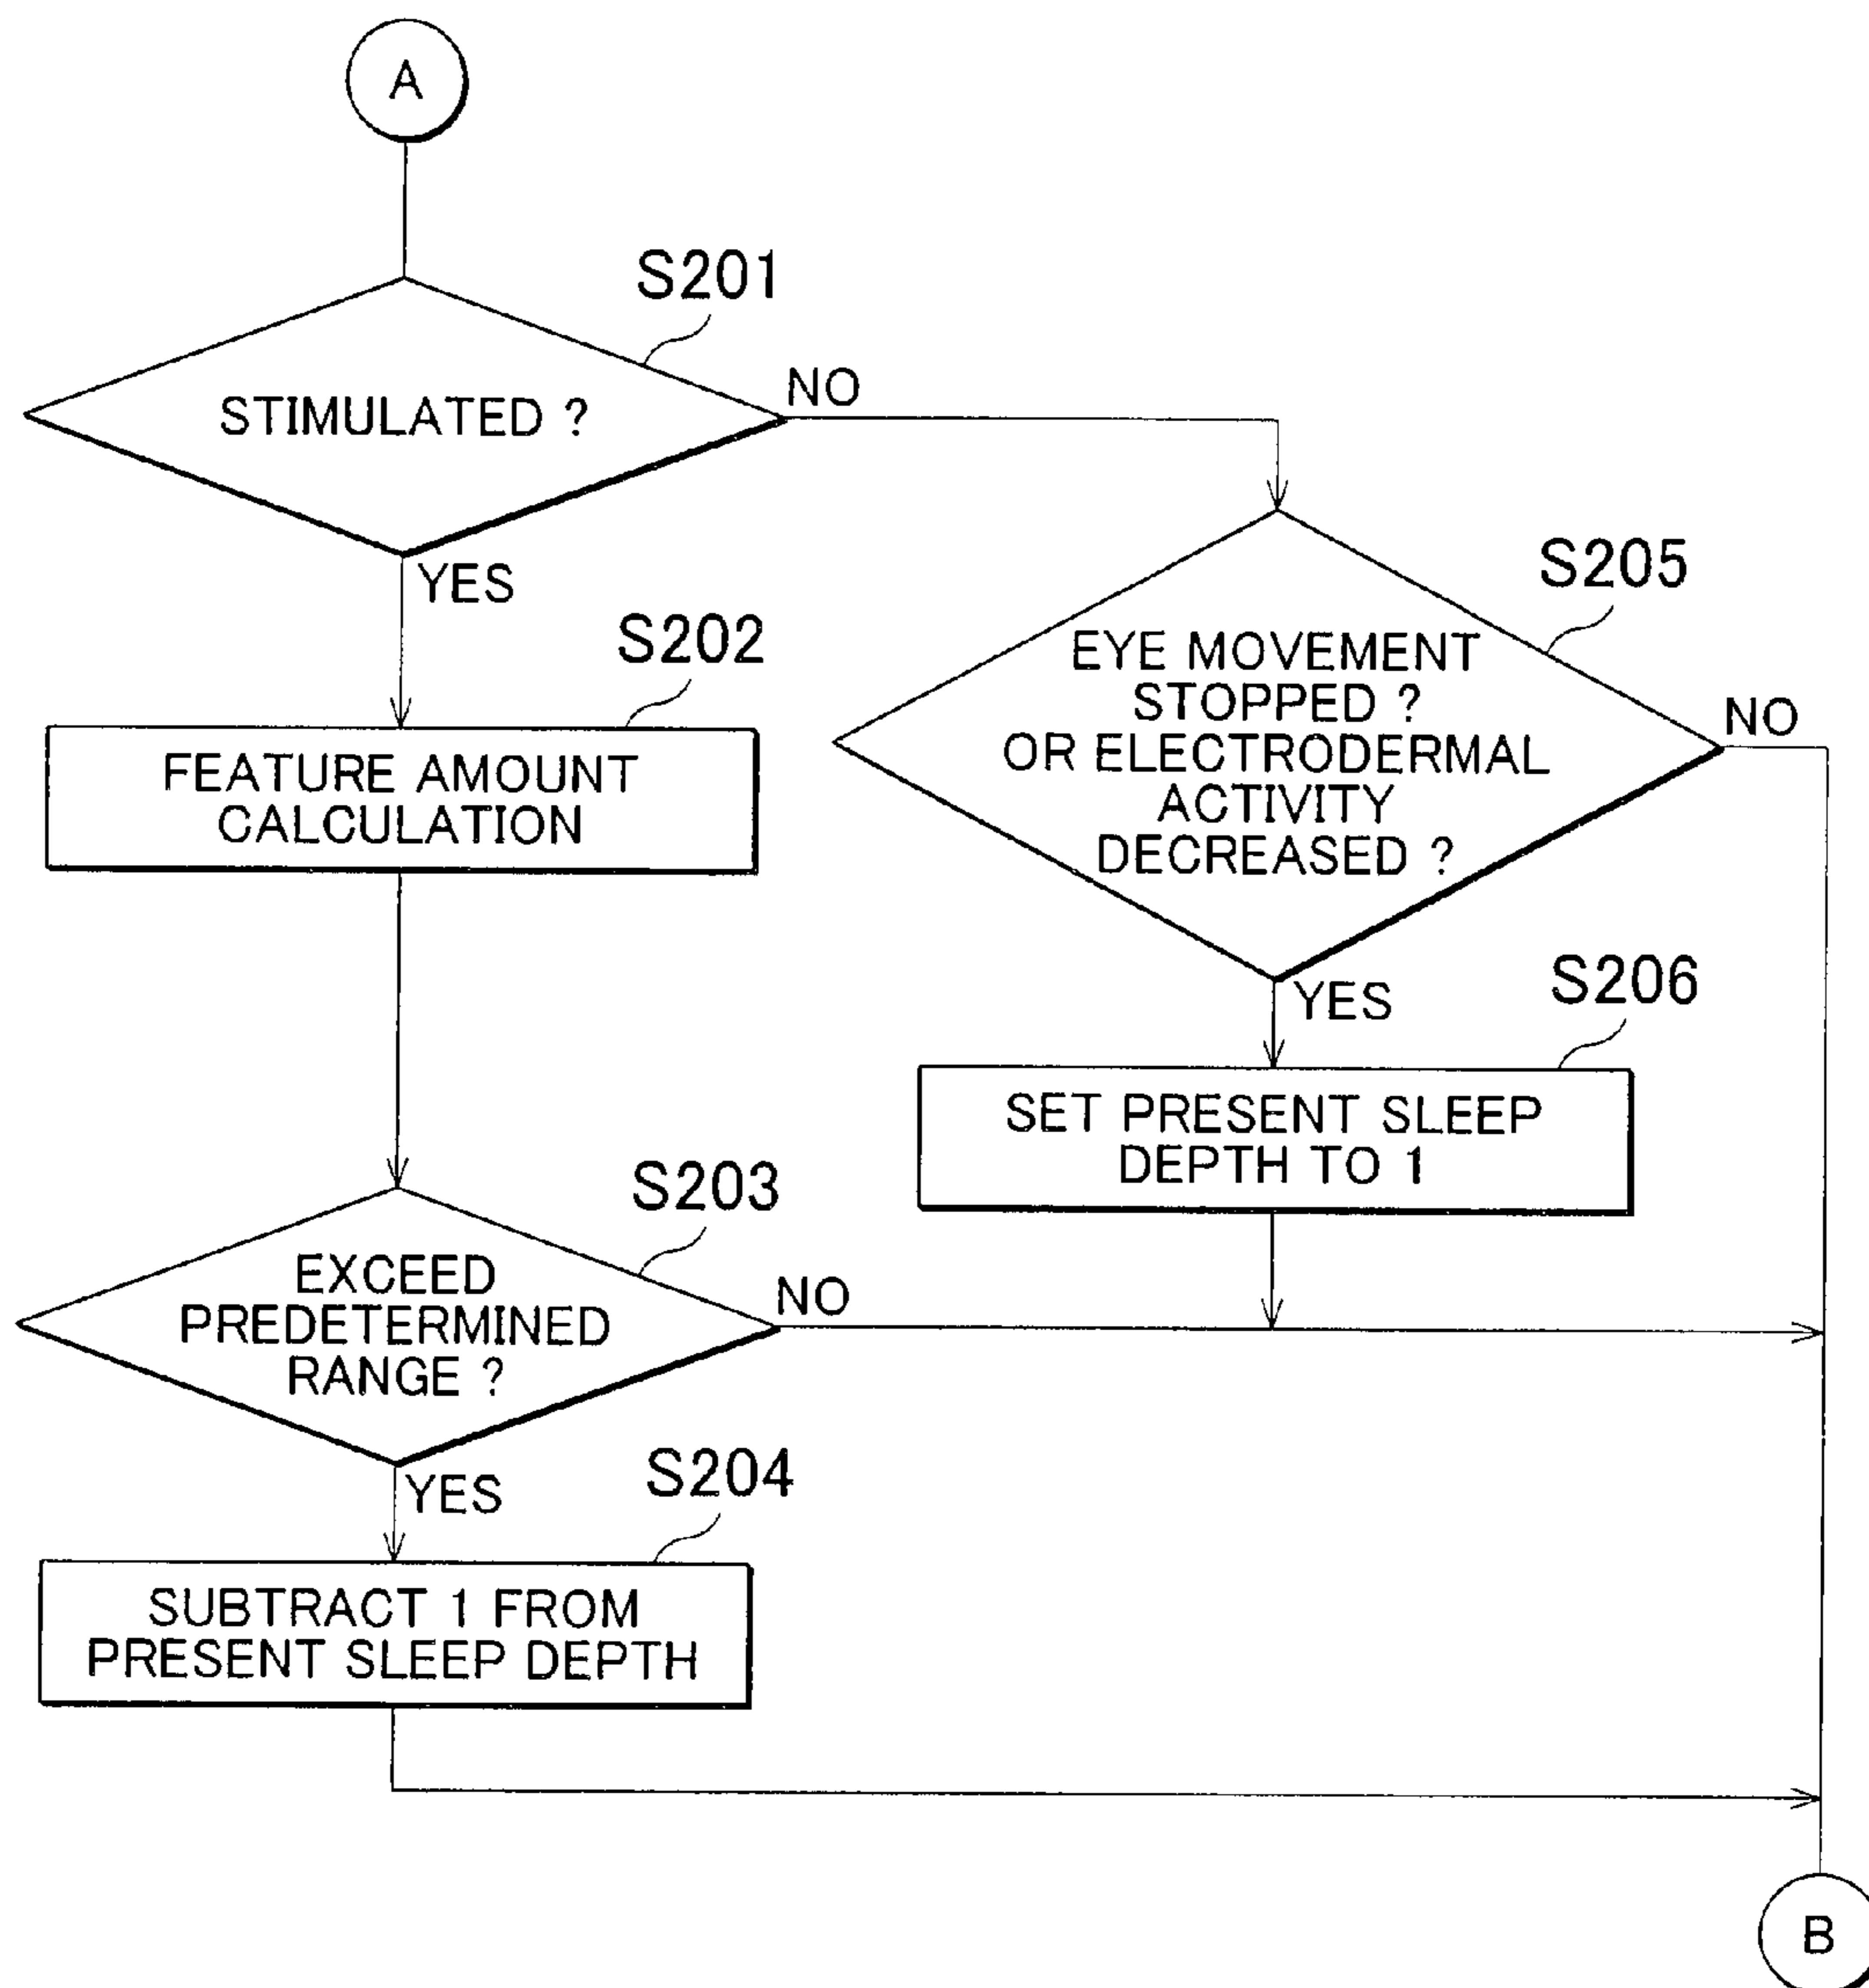 A
S201
STIMULATED ?
NO
YES
S202
FEATURE AMOUNT
CALCULATION
S205
EYE MOVEMENT
STOPPED ?
OR ELECTRODERMAL
ACTIVITY
DECREASED ?
NO
YES
S206
SET PRESENT SLEEP
DEPTH TO 1
S203
EXCEED
PREDETERMINED
RANGE ?
NO
YES
S204
SUBTRACT 1 FROM
PRESENT SLEEP DEPTH
B